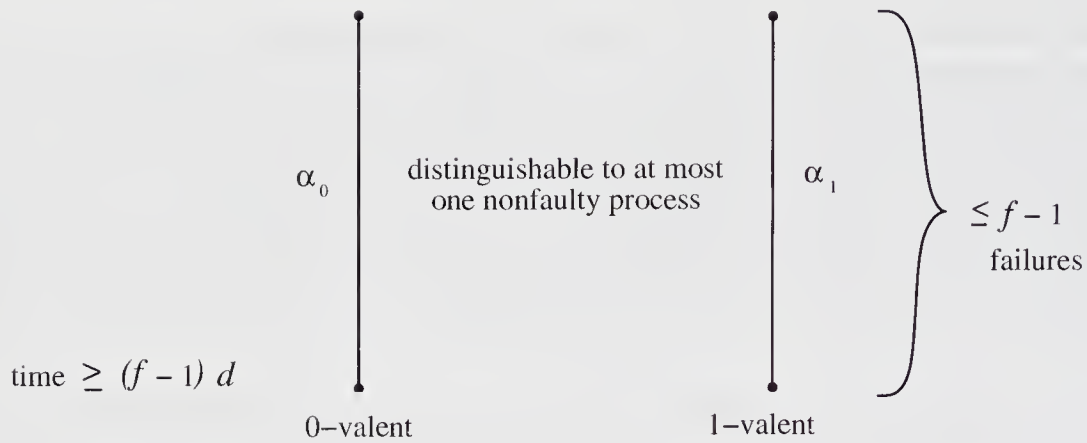 α₀
distinguishable to at most
one nonfaulty process
α₁
≤ f − 1
failures
time ≥ (f − 1) d
0−valent
1−valent